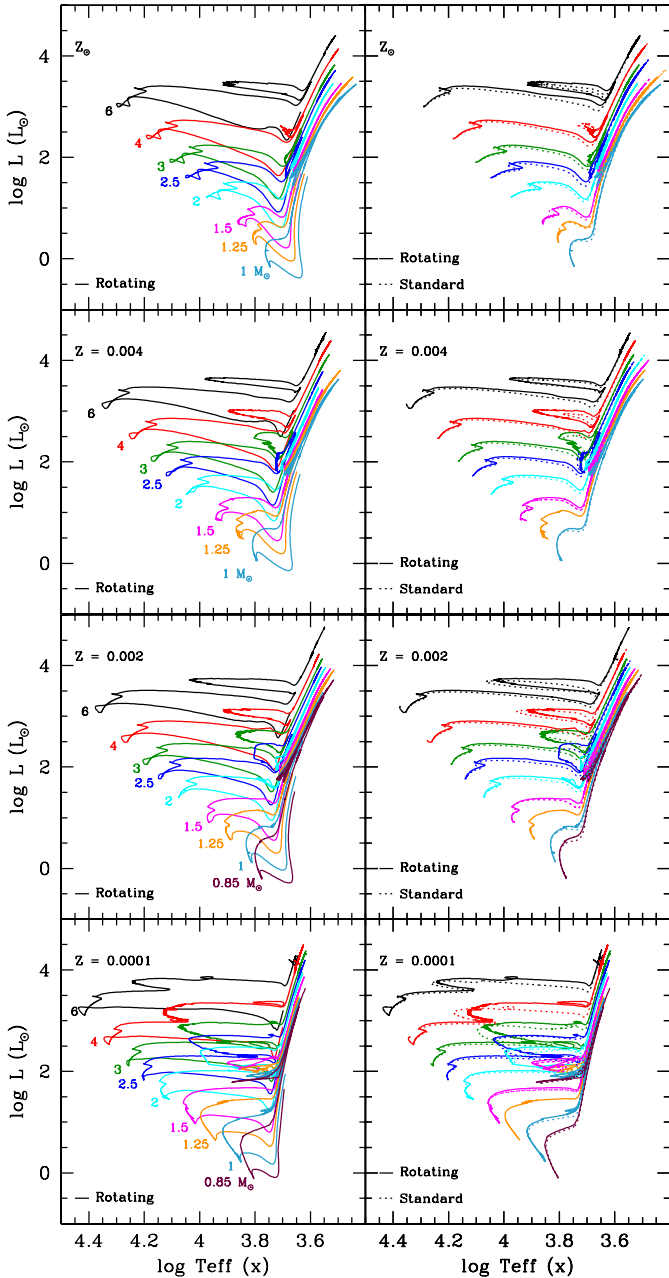 Z⊙
4
6
4
3
2.5
2
1.5
1.25
1 M⊙
2
0
log L (L⊙)
— Rotating
Z⊙
— Rotating
···· Standard
Z = 0.004
4
6
4
3
2.5
2
1.5
1.25
1 M⊙
2
0
log L (L⊙)
— Rotating
Z = 0.004
— Rotating
···· Standard
Z = 0.002
4
6
4
3
2.5
2
1.5
1.25
1
0.85 M⊙
2
0
log L (L⊙)
— Rotating
Z = 0.002
— Rotating
···· Standard
Z = 0.0001
4
6
4
3
2.5
2
1.5
1.25
1
0.85 M⊙
2
0
log L (L⊙)
— Rotating
Z = 0.0001
— Rotating
···· Standard
4.4 4.2 4 3.8 3.6
log Teff (x)
4.4 4.2 4 3.8 3.6
log Teff (x)